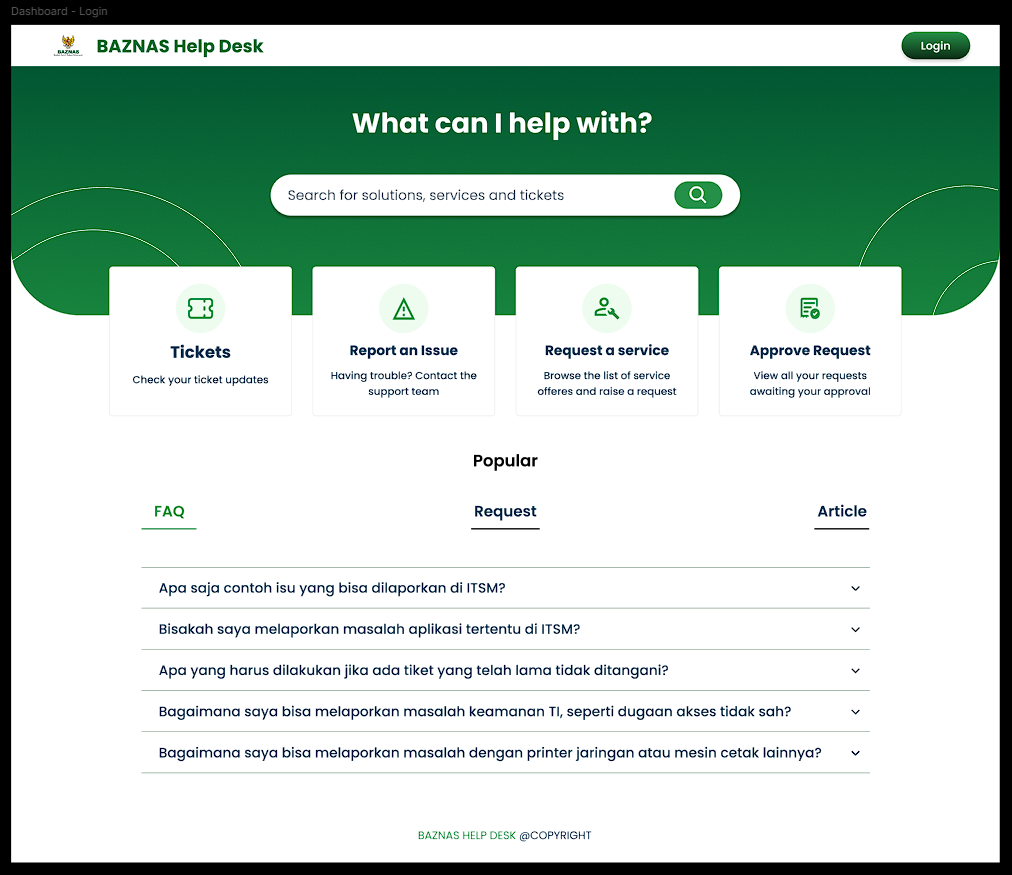 Dashboard - Login
BAZNAS
BAZNAS Help Desk
Login
What can I help with?
Search for solutions, services and tickets
Tickets
Check your ticket updates
Report an Issue
Having trouble? Contact the
support team
Request a service
Browse the list of service
offeres and raise a request
Approve Request
View all your requests
awaiting your approval
Popular
FAQ
Request
Article
Apa saja contoh isu yang bisa dilaporkan di ITSM?
Bisakah saya melaporkan masalah aplikasi tertentu di ITSM?
Apa yang harus dilakukan jika ada tiket yang telah lama tidak ditangani?
Bagaimana saya bisa melaporkan masalah keamanan TI, seperti dugaan akses tidak sah?
Bagaimana saya bisa melaporkan masalah dengan printer jaringan atau mesin cetak lainnya?
BAZNAS HELP DESK @COPYRIGHT